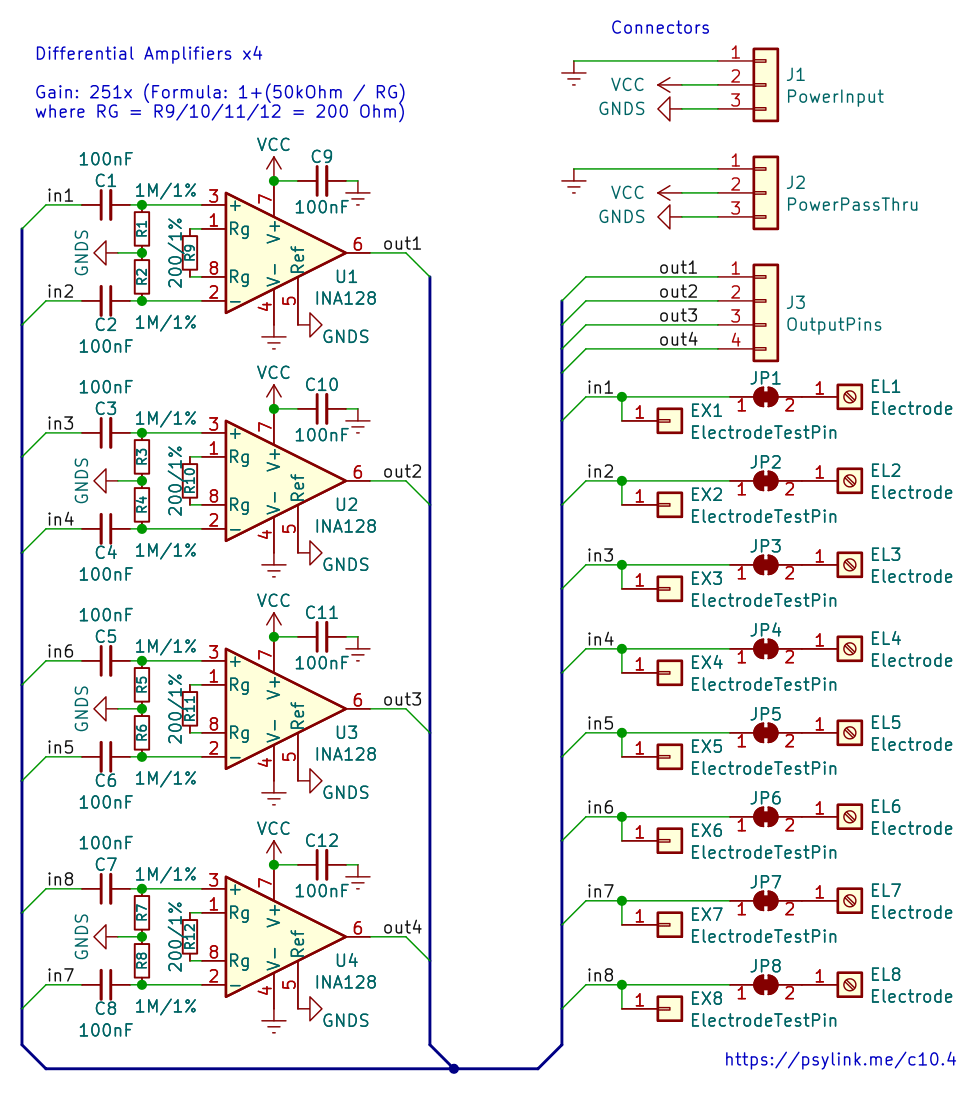 Differential Amplifiers x4
Gain: 251x (Formula: 1+(50kOhm / RG)
where RG = R9/10/11/12 = 200 Ohm)
VCC
C9
100nF
100nF
C1
in1
1M/1%
R1
GNDS
R2
in2
C2
100nF
1M/1%
200/1%
R9
3
+
1
Rg
8
Rg
2
−
7
V+
V-
4
Ref
5
6
out1
U1
INA128
GNDS
VCC
C10
100nF
100nF
C3
in3
1M/1%
R3
GNDS
R4
in4
C4
100nF
1M/1%
200/1%
R10
3
+
1
Rg
8
Rg
2
−
7
V+
V-
4
Ref
5
6
out2
U2
INA128
GNDS
VCC
C11
100nF
100nF
C5
in6
1M/1%
R5
GNDS
R6
in5
C6
100nF
1M/1%
200/1%
R11
3
+
1
Rg
8
Rg
2
−
7
V+
V-
4
Ref
5
6
out3
U3
INA128
GNDS
VCC
C12
100nF
100nF
C7
in8
1M/1%
R7
GNDS
R8
in7
C8
100nF
1M/1%
200/1%
R12
3
+
1
Rg
8
Rg
2
−
7
V+
V-
4
Ref
5
6
out4
U4
INA128
GNDS
Connectors
1
VCC 2
GNDS 3
J1
PowerInput
1
VCC 2
GNDS 3
J2
PowerPassThru
out1 1
out2 2
out3 3
out4 4
J3
OutputPins
in1
1
EX1
ElectrodeTestPin
JP1
1 2
1
EL1
Electrode
in2
1
EX2
ElectrodeTestPin
JP2
1 2
1
EL2
Electrode
in3
1
EX3
ElectrodeTestPin
JP3
1 2
1
EL3
Electrode
in4
1
EX4
ElectrodeTestPin
JP4
1 2
1
EL4
Electrode
in5
1
EX5
ElectrodeTestPin
JP5
1 2
1
EL5
Electrode
in6
1
EX6
ElectrodeTestPin
JP6
1 2
1
EL6
Electrode
in7
1
EX7
ElectrodeTestPin
JP7
1 2
1
EL7
Electrode
in8
1
EX8
ElectrodeTestPin
JP8
1 2
1
EL8
Electrode
https://psylink.me/c10.4